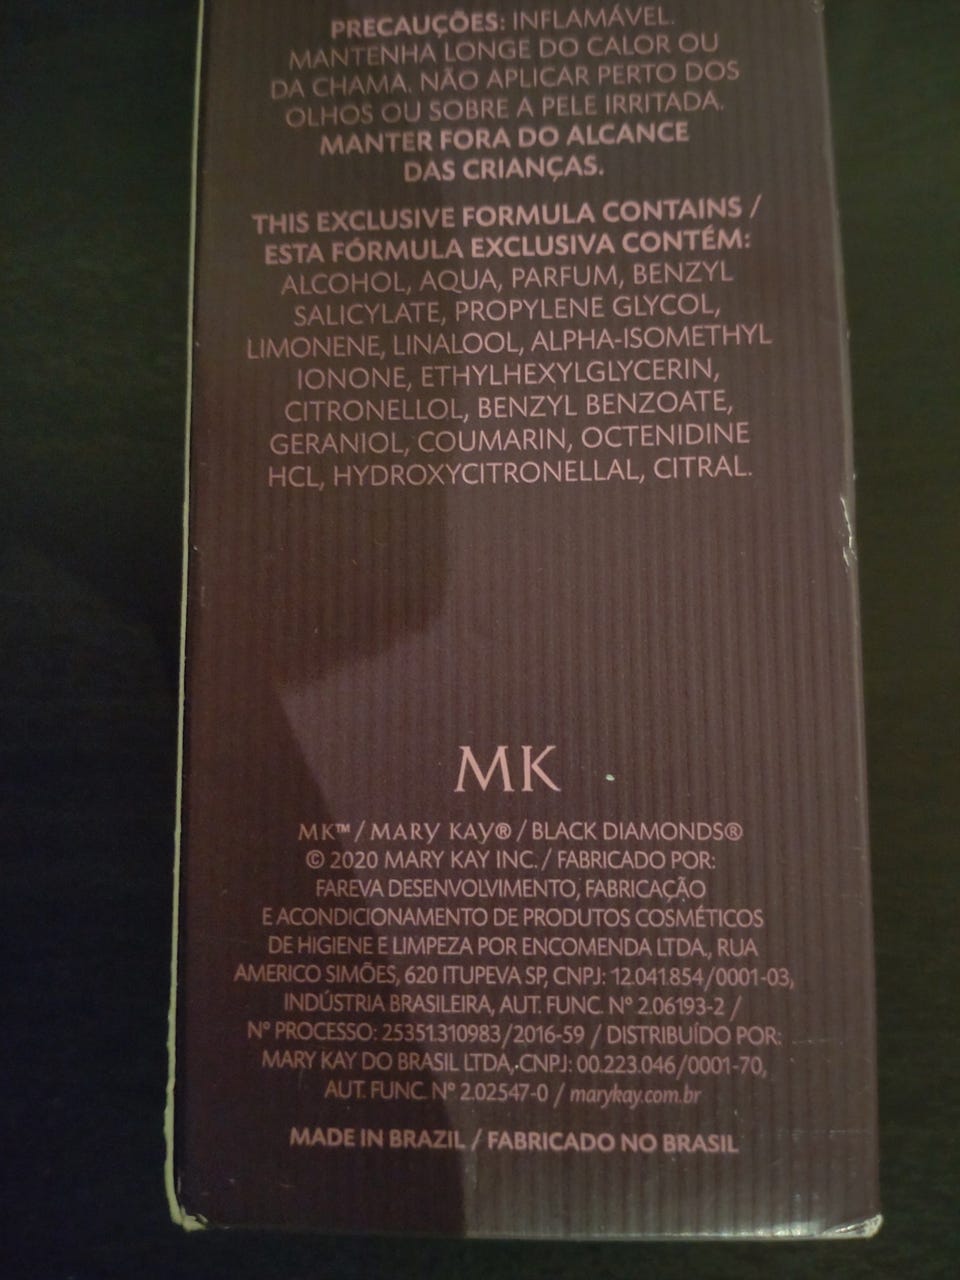 PRECAUÇÕES: INFLAMÁVEL.
MANTENHA LONGE DO CALOR OU
DA CHAMA. NÃO APLICAR PERTO DOS
OLHOS OU SOBRE A PELE IRRITADA.
MANTER FORA DO ALCANCE
DAS CRIANÇAS.
THIS EXCLUSIVE FORMULA CONTAINS /
ESTA FÓRMULA EXCLUSIVA CONTÉM:
ALCOHOL, AQUA, PARFUM, BENZYL
SALICYLATE, PROPYLENE GLYCOL,
LIMONENE, LINALOOL, ALPHA-ISOMETHYL
IONONE, ETHYLHEXYLGLYCERIN,
CITRONELLOL, BENZYL BENZOATE,
GERANIOL, COUMARIN, OCTENIDINE
HCL, HYDROXYCITRONELLAL, CITRAL.
MK
MK™ / MARY KAY® / BLACK DIAMONDS®
© 2020 MARY KAY INC. / FABRICADO POR:
FAREVA DESENVOLVIMENTO, FABRICAÇÃO
E ACONDICIONAMENTO DE PRODUTOS COSMÉTICOS
DE HIGIENE E LIMPEZA POR ENCOMENDA LTDA., RUA
AMERICO SIMÕES, 620 ITUPEVA SP, CNPJ: 12.041.854/0001-03,
INDÚSTRIA BRASILEIRA, AUT. FUNC. Nº 2.06193-2 /
Nº PROCESSO: 25351.310983/2016-59 / DISTRIBUÍDO POR:
MARY KAY DO BRASIL LTDA., CNPJ: 00.223.046/0001-70,
AUT. FUNC. Nº 2.02547-0 / marykay.com.br
MADE IN BRAZIL / FABRICADO NO BRASIL